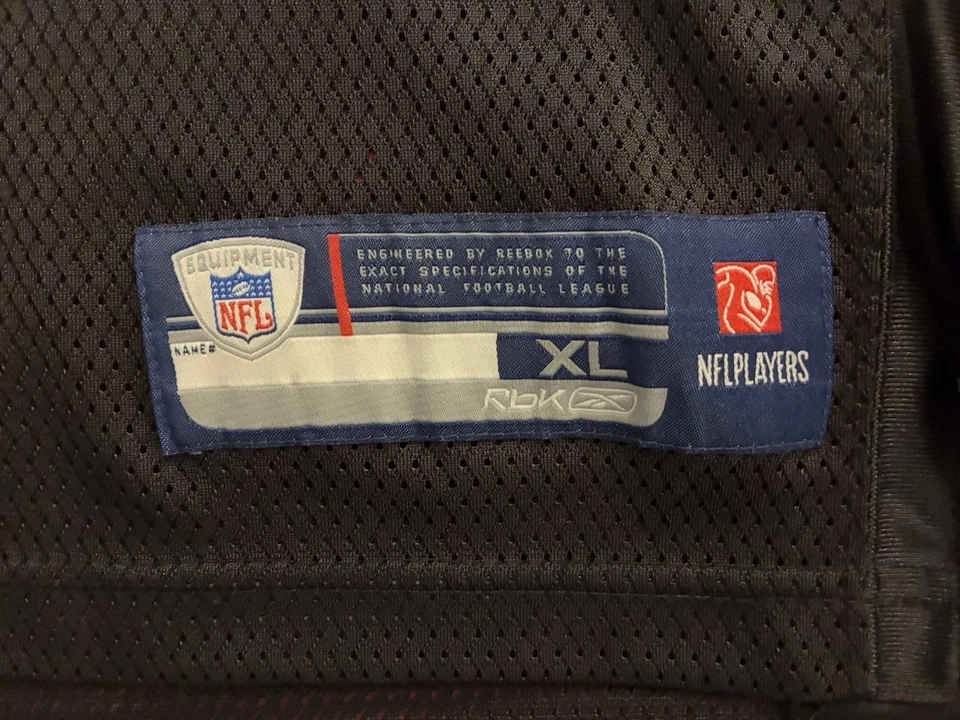 EQUIPMENT
NFL
ENGINEERED BY REEBOK TO THE
EXACT SPECIFICATIONS OF THE
NATIONAL FOOTBALL LEAGUE
NAME#
XL
RbK
NFLPLAYERS